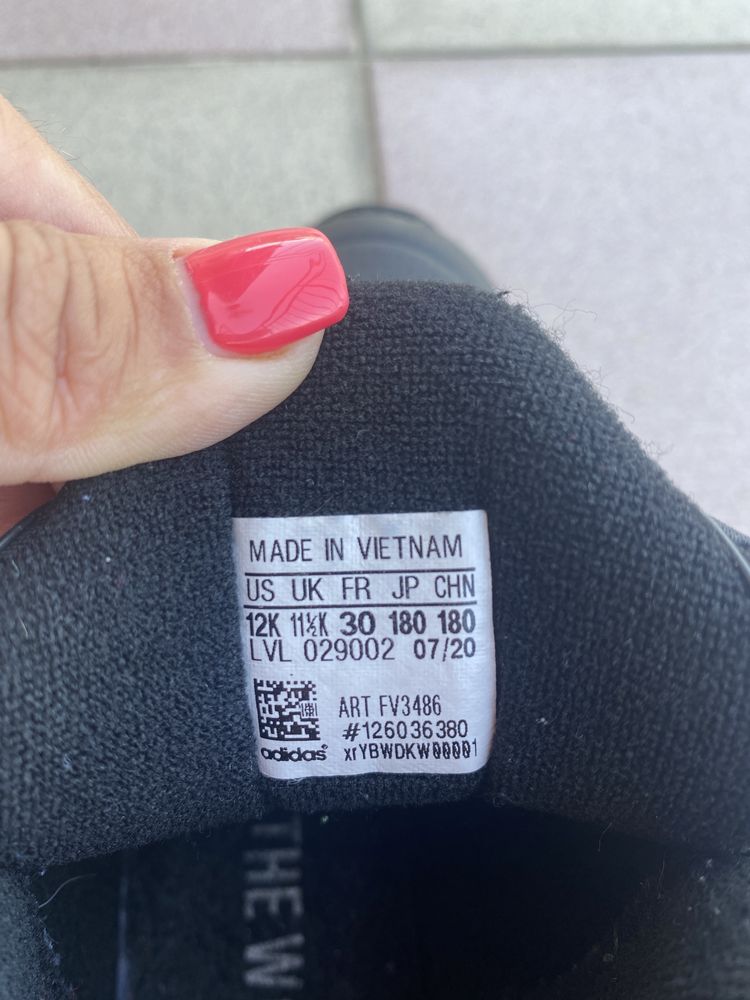 MADE IN VIETNAM
US UK FR JP CHN
12K 11½K 30 180 180
LVL 029002 07/20
ART FV3486
#126036380
adidas xrYBWDKW00001
THE W